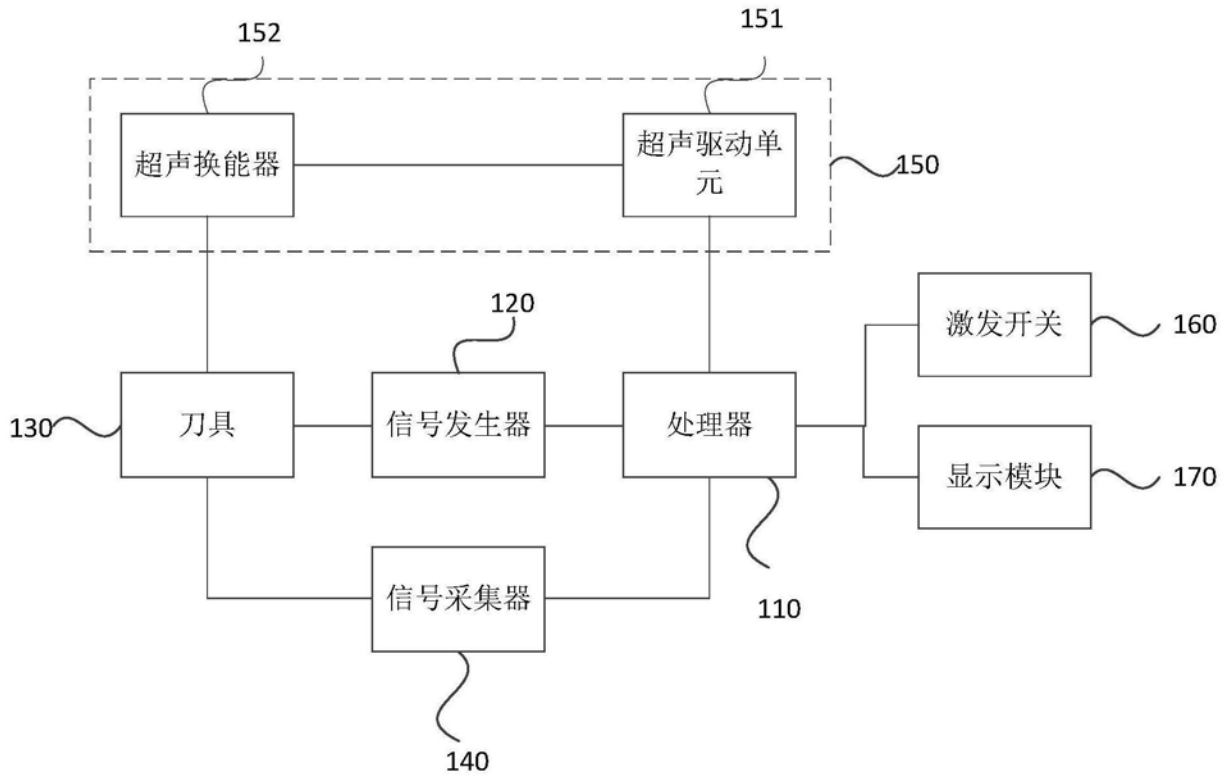 152
151
超声换能器
超声驱动单
元
150
120
激发开关
160
130
刀具
信号发生器
处理器
显示模块
170
信号采集器
110
140